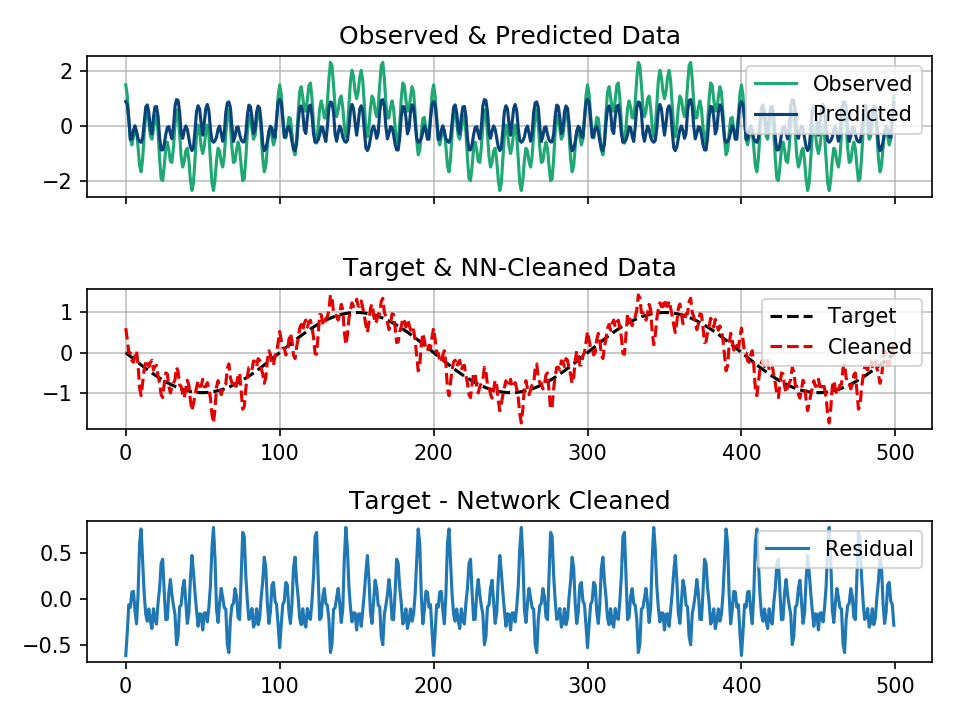 Observed & Predicted Data
2
0
−2
Observed
Predicted
Target & NN-Cleaned Data
1
0
−1
Target
Cleaned
0 100 200 300 400 500
Target - Network Cleaned
0.5
0.0
−0.5
Residual
0 100 200 300 400 500